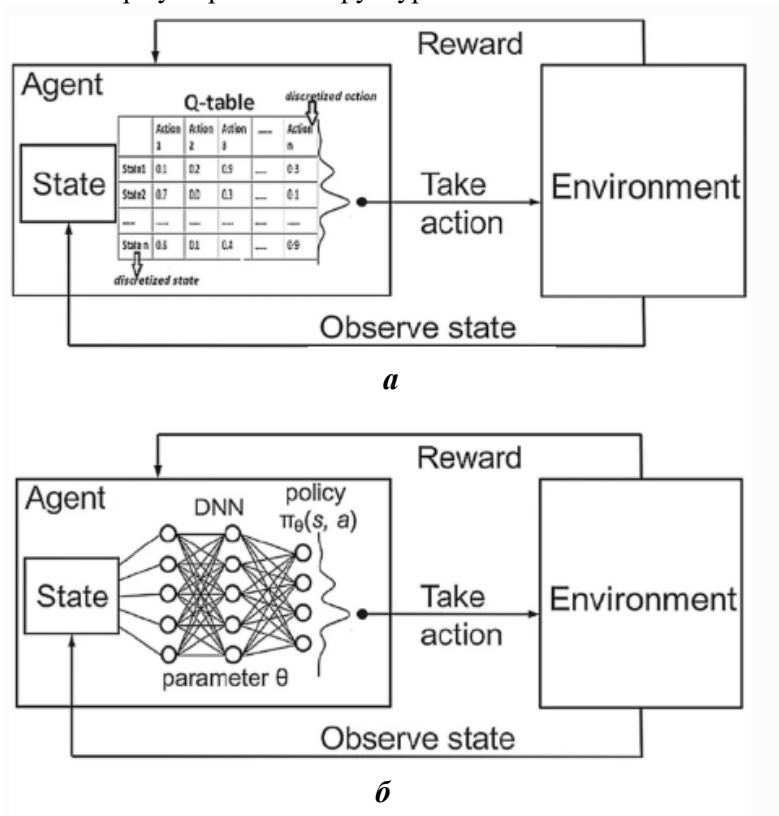 Reward
Agent
Q-table
discretized action
Action 1 Action 2 Action 3 ...... Action n
State1 0.1 0.2 0.9 ...... 0.3
State2 0.7 0.0 0.3 ...... 0.1
...... ...... ...... ...... ...... ......
State n 0.1 0.4 ...... 0.9
discretized state
State
Take
action
Environment
Observe state
а
Reward
Agent
DNN
policy
πθ(s, a)
State
parameter θ
Take
action
Environment
Observe state
б